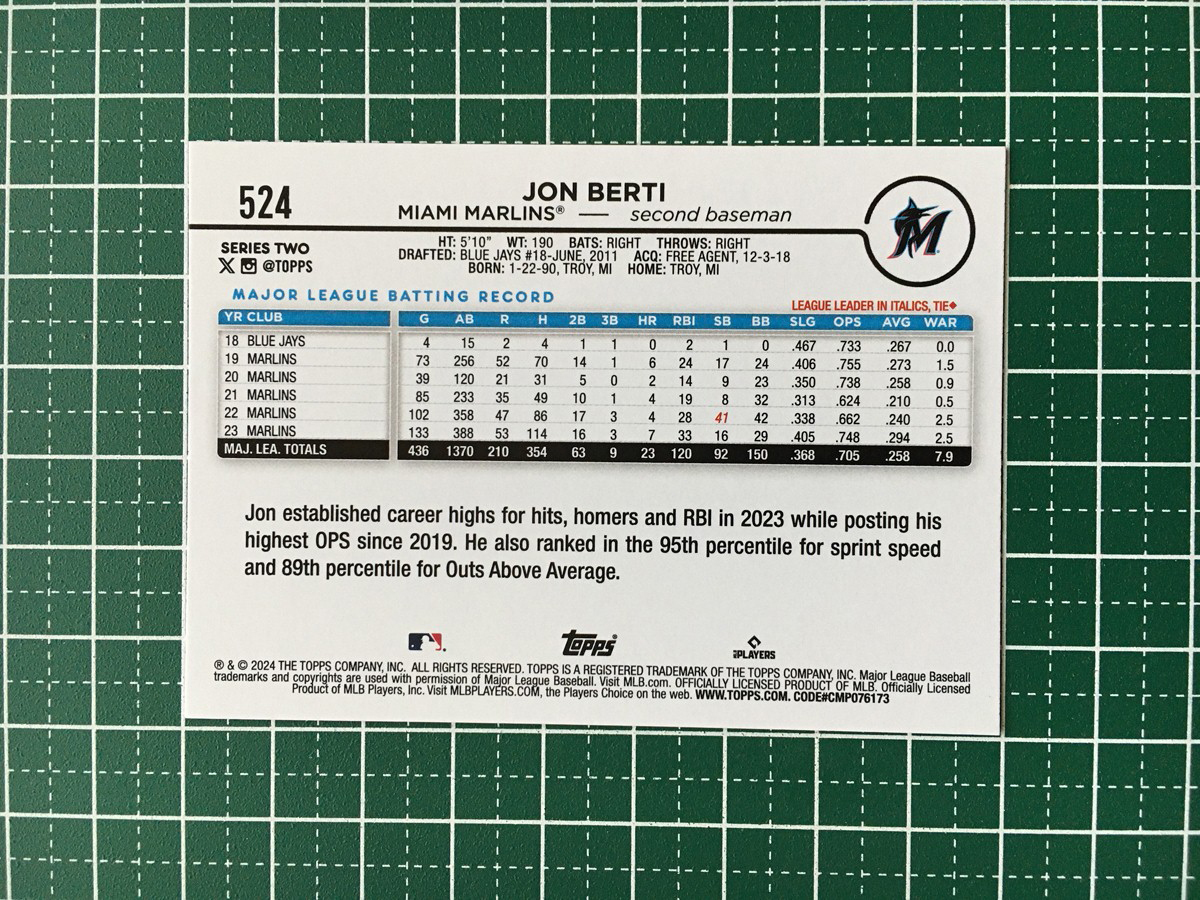 524
JON BERTI
MIAMI MARLINS® — second baseman
M
SERIES TWO
X @TOPPS
HT: 5'10" WT: 190 BATS: RIGHT THROWS: RIGHT
DRAFTED: BLUE JAYS #18-JUNE, 2011 ACQ: FREE AGENT, 12-3-18
BORN: 1-22-90, TROY, MI HOME: TROY, MI
MAJOR LEAGUE BATTING RECORD
LEAGUE LEADER IN ITALICS, TIE◆
YR CLUB G AB R H 2B 3B HR RBI SB BB SLG OPS AVG WAR
18 BLUE JAYS 4 15 2 4 1 1 0 2 1 0 .467 .733 .267 0.0
19 MARLINS 73 256 52 70 14 1 6 24 17 24 .406 .755 .273 1.5
20 MARLINS 39 120 21 31 5 0 2 14 9 23 .350 .738 .258 0.9
21 MARLINS 85 233 35 49 10 1 4 19 8 32 .313 .624 .210 0.5
22 MARLINS 102 358 47 86 17 3 4 28 41 42 .338 .662 .240 2.5
23 MARLINS 133 388 53 114 16 3 7 33 16 29 .405 .748 .294 2.5
MAJ. LEA. TOTALS 436 1370 210 354 63 9 23 120 92 150 .368 .705 .258 7.9
Jon established career highs for hits, homers and RBI in 2023 while posting his
highest OPS since 2019. He also ranked in the 95th percentile for sprint speed
and 89th percentile for Outs Above Average.
Topps®
PLAYERS
® & © 2024 THE TOPPS COMPANY, INC. ALL RIGHTS RESERVED. TOPPS IS A REGISTERED TRADEMARK OF THE TOPPS COMPANY, INC. Major League Baseball
trademarks and copyrights are used with permission of Major League Baseball. Visit MLB.com. OFFICIALLY LICENSED PRODUCT OF MLB. Officially Licensed
Product of MLB Players, Inc. Visit MLBPLAYERS.COM, the Players Choice on the web. WWW.TOPPS.COM. CODE#CMP076173